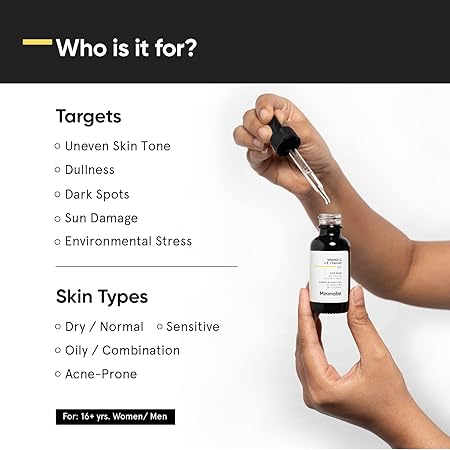 Who is it for?
Targets
Uneven Skin Tone
Dullness
Dark Spots
Sun Damage
Environmental Stress
Skin Types
Dry / Normal Sensitive
Oily / Combination
Acne-Prone
For: 16+ yrs. Women/ Men
VITAMIN C
Minimalist